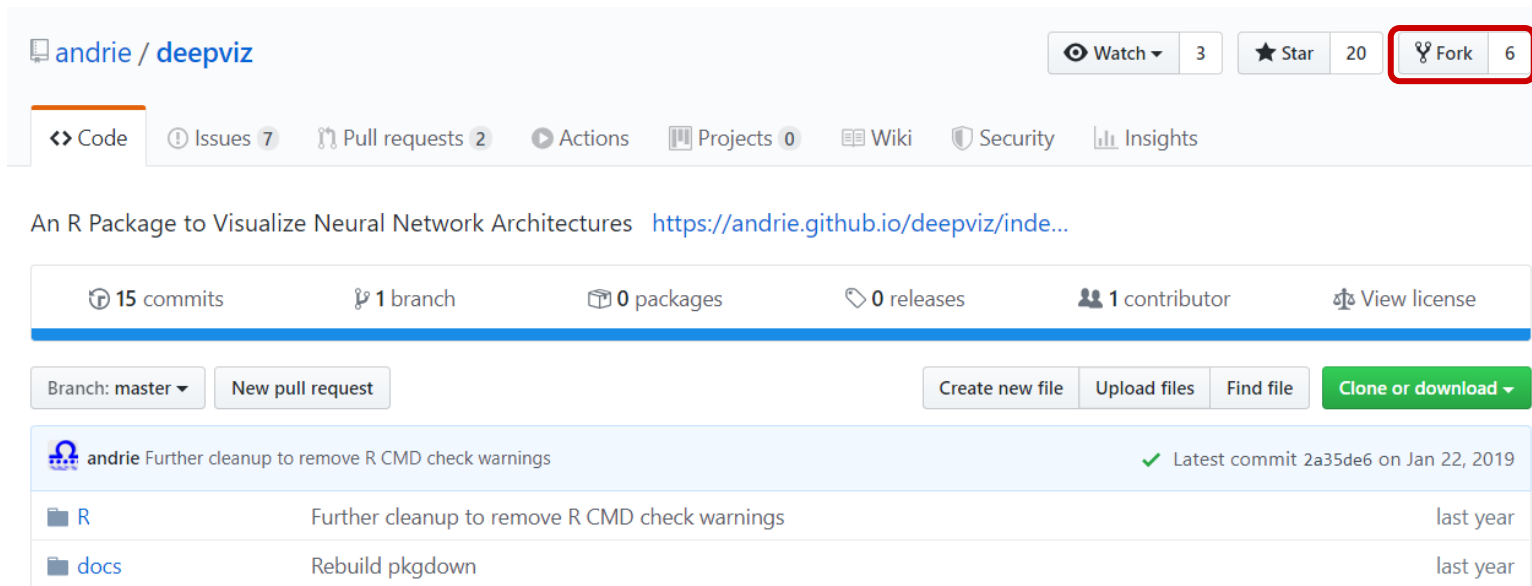 andrie / deepviz Watch 3 Star 20 Fork 6
Code Issues 7 Pull requests 2 Actions Projects 0 Wiki Security Insights
An R Package to Visualize Neural Network Architectures https://andrie.github.io/deepviz/inde...
15 commits 1 branch 0 packages 0 releases 1 contributor View license
Branch: master New pull request Create new file Upload files Find file Clone or download
andrie Further cleanup to remove R CMD check warnings Latest commit 2a35de6 on Jan 22, 2019
R Further cleanup to remove R CMD check warnings last year
docs Rebuild pkgdown last year